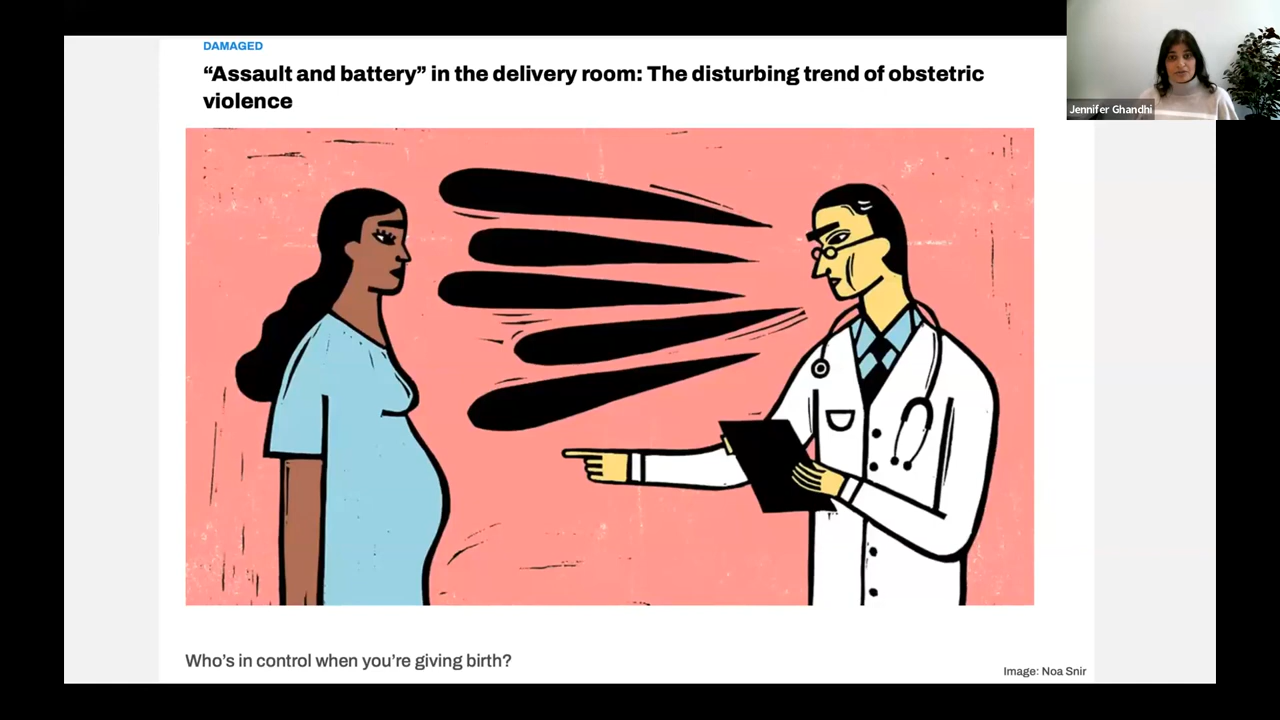 DAMAGED
“Assault and battery” in the delivery room: The disturbing trend of obstetric
violence
Jennifer Ghandhi
Who’s in control when you’re giving birth?
Image: Noa Snir